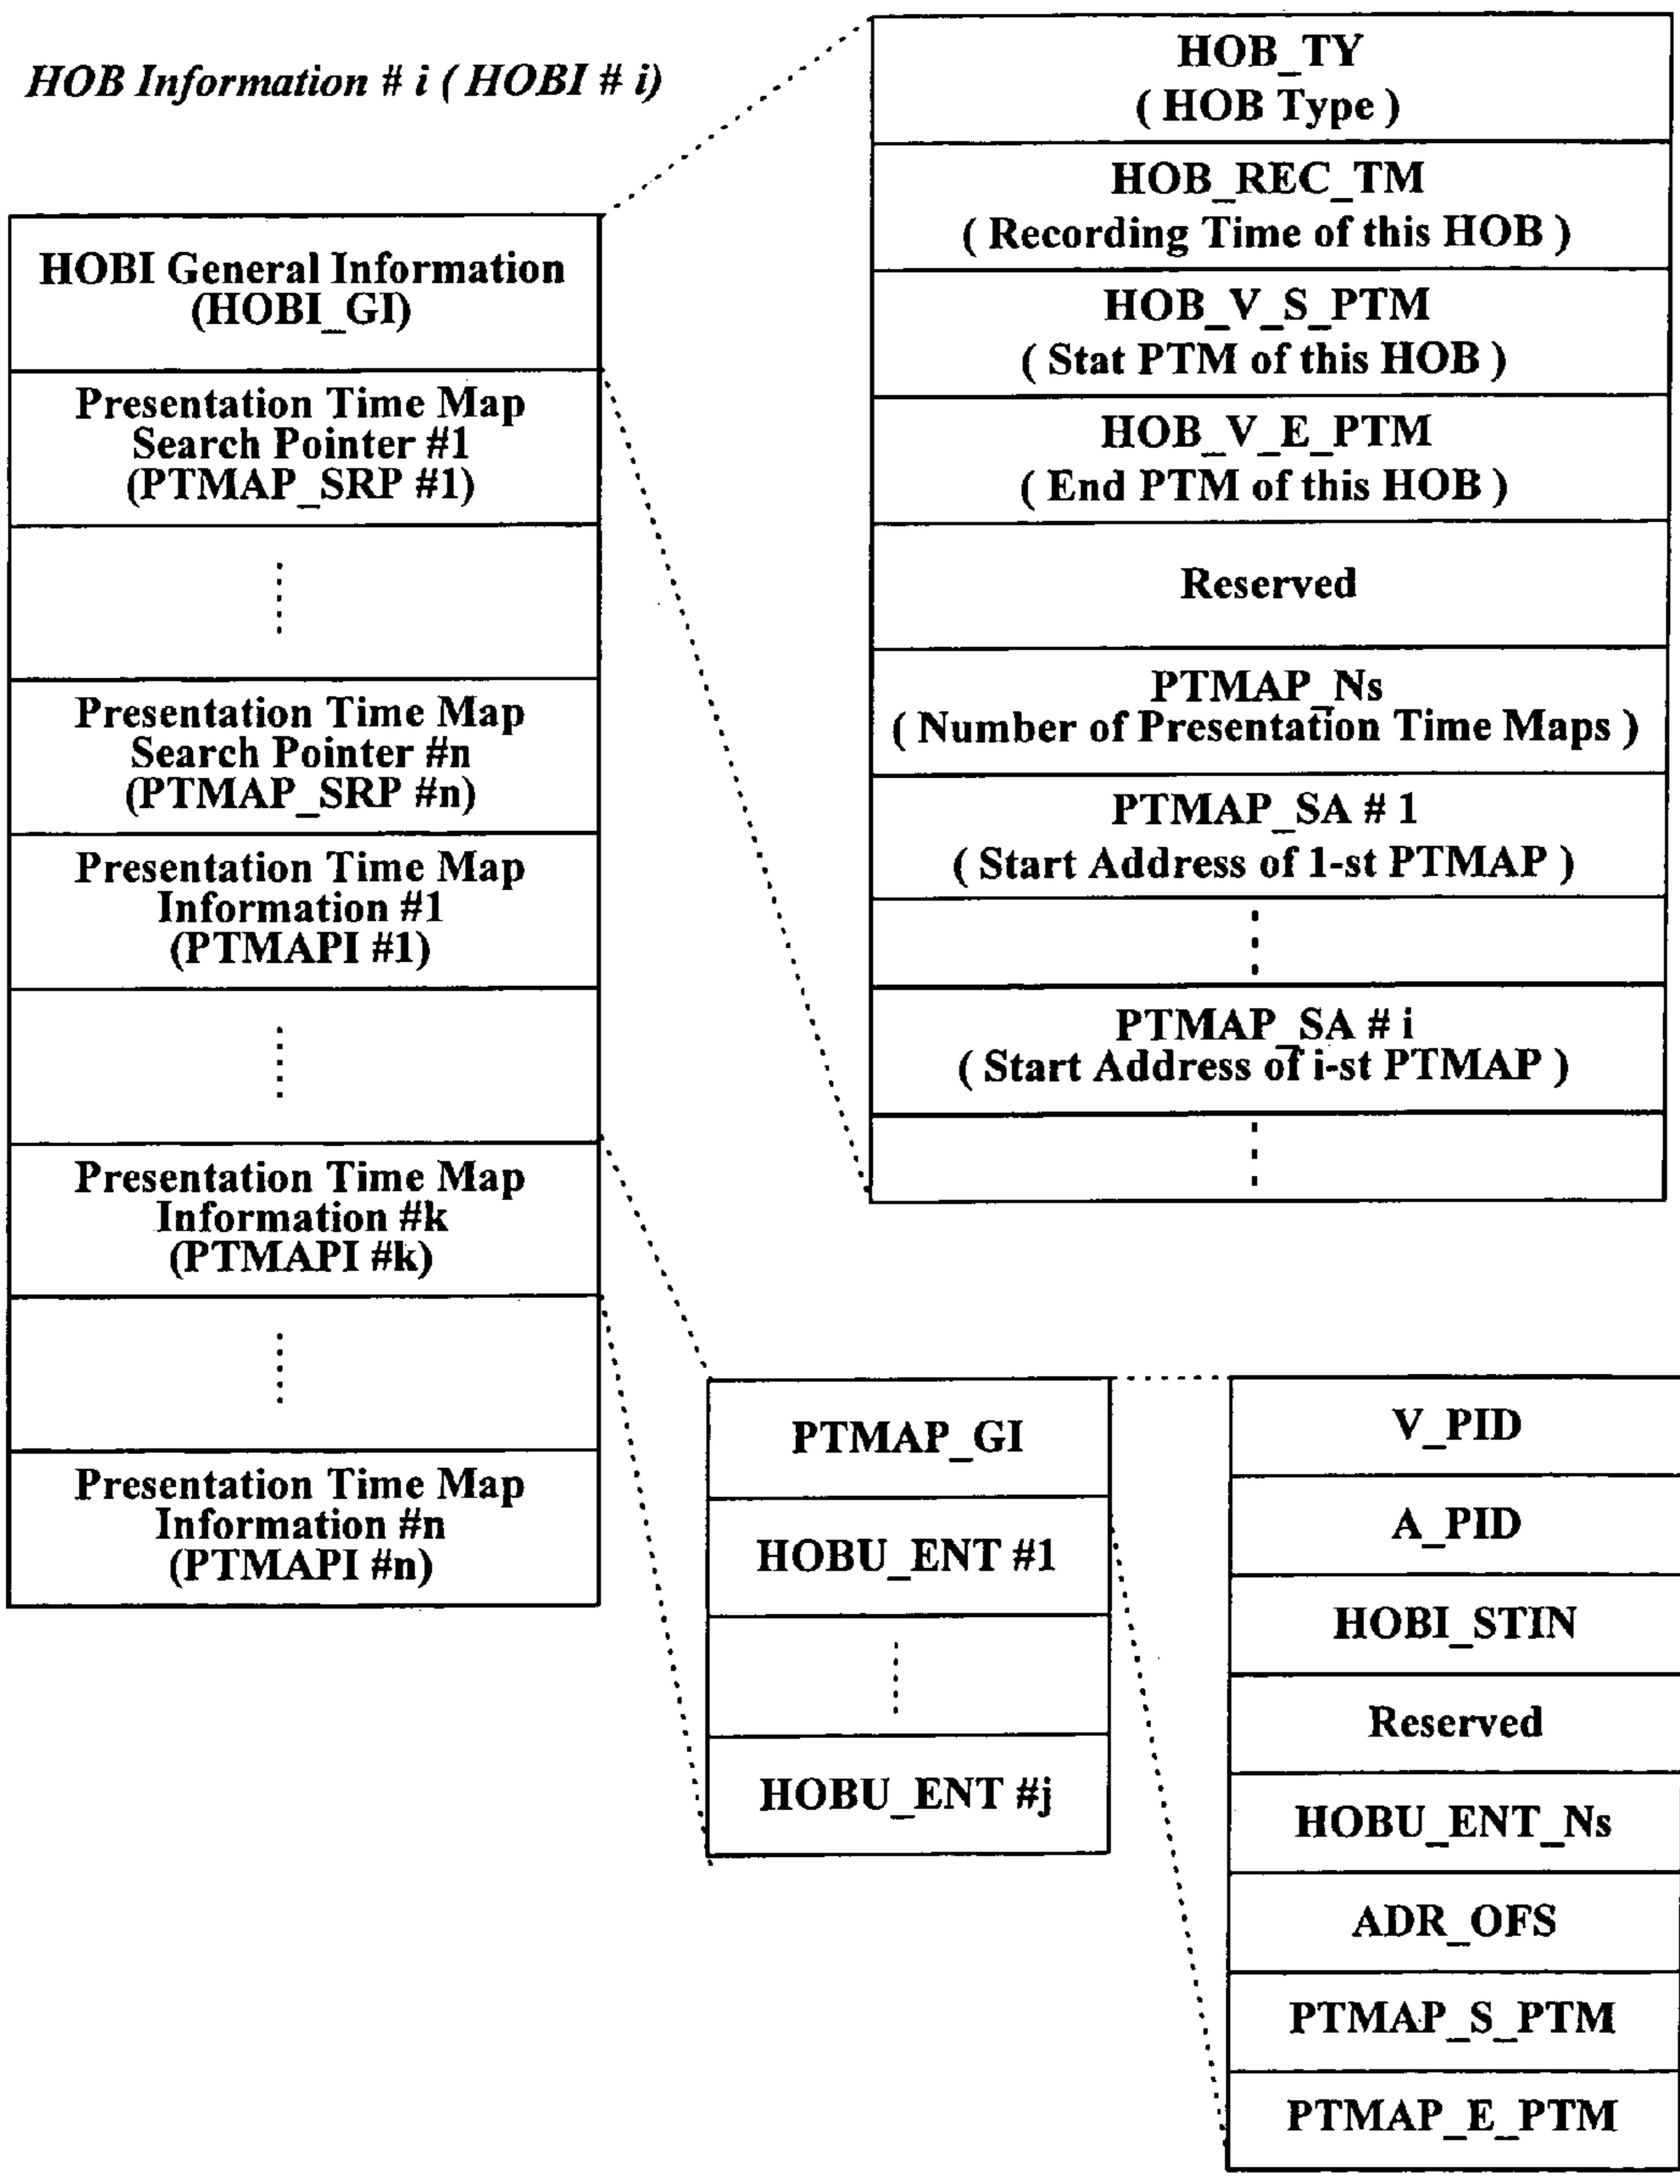 HOB Information # i ( HOBI # i)
HOBI General Information
(HOBI_GI)
Presentation Time Map
Search Pointer #1
(PTMAP_SRP #1)
Presentation Time Map
Search Pointer #n
(PTMAP_SRP #n)
Presentation Time Map
Information #1
(PTMAPI #1)
Presentation Time Map
Information #k
(PTMAPI #k)
Presentation Time Map
Information #n
(PTMAPI #n)
HOB_TY
( HOB Type )
HOB_REC_TM
( Recording Time of this HOB )
HOB_V_S_PTM
( Stat PTM of this HOB )
HOB_V_E_PTM
( End PTM of this HOB )
Reserved
PTMAP_Ns
( Number of Presentation Time Maps )
PTMAP_SA # 1
( Start Address of 1-st PTMAP )
PTMAP_SA # i
( Start Address of i-st PTMAP )
PTMAP_GI
HOBU_ENT #1
HOBU_ENT #j
V_PID
A_PID
HOBI_STIN
Reserved
HOBU_ENT_Ns
ADR_OFS
PTMAP_S_PTM
PTMAP_E_PTM